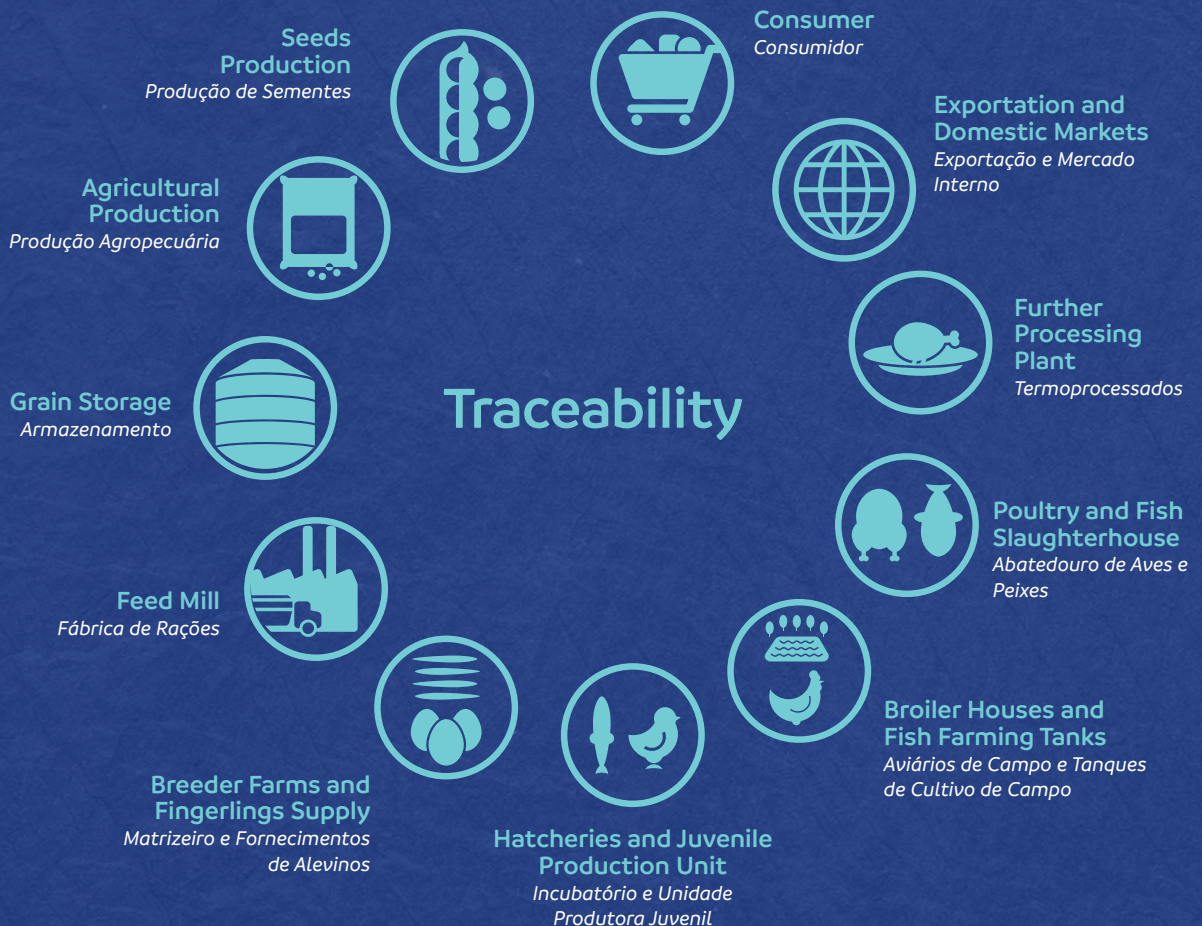 Seeds
Production
Produção de Sementes
Consumer
Consumidor
Exportation and
Domestic Markets
Exportação e Mercado
Interno
Agricultural
Production
Produção Agropecuária
Further
Processing
Plant
Termoprocessados
Grain Storage
Armazenamento
Traceability
Poultry and Fish
Slaughterhouse
Abatedouro de Aves e
Peixes
Feed Mill
Fábrica de Rações
Broiler Houses and
Fish Farming Tanks
Aviários de Campo e Tanques
de Cultivo de Campo
Breeder Farms and
Fingerlings Supply
Matrizeiro e Fornecimentos
de Alevinos
Hatcheries and Juvenile
Production Unit
Incubatório e Unidade
Produtora Juvenil